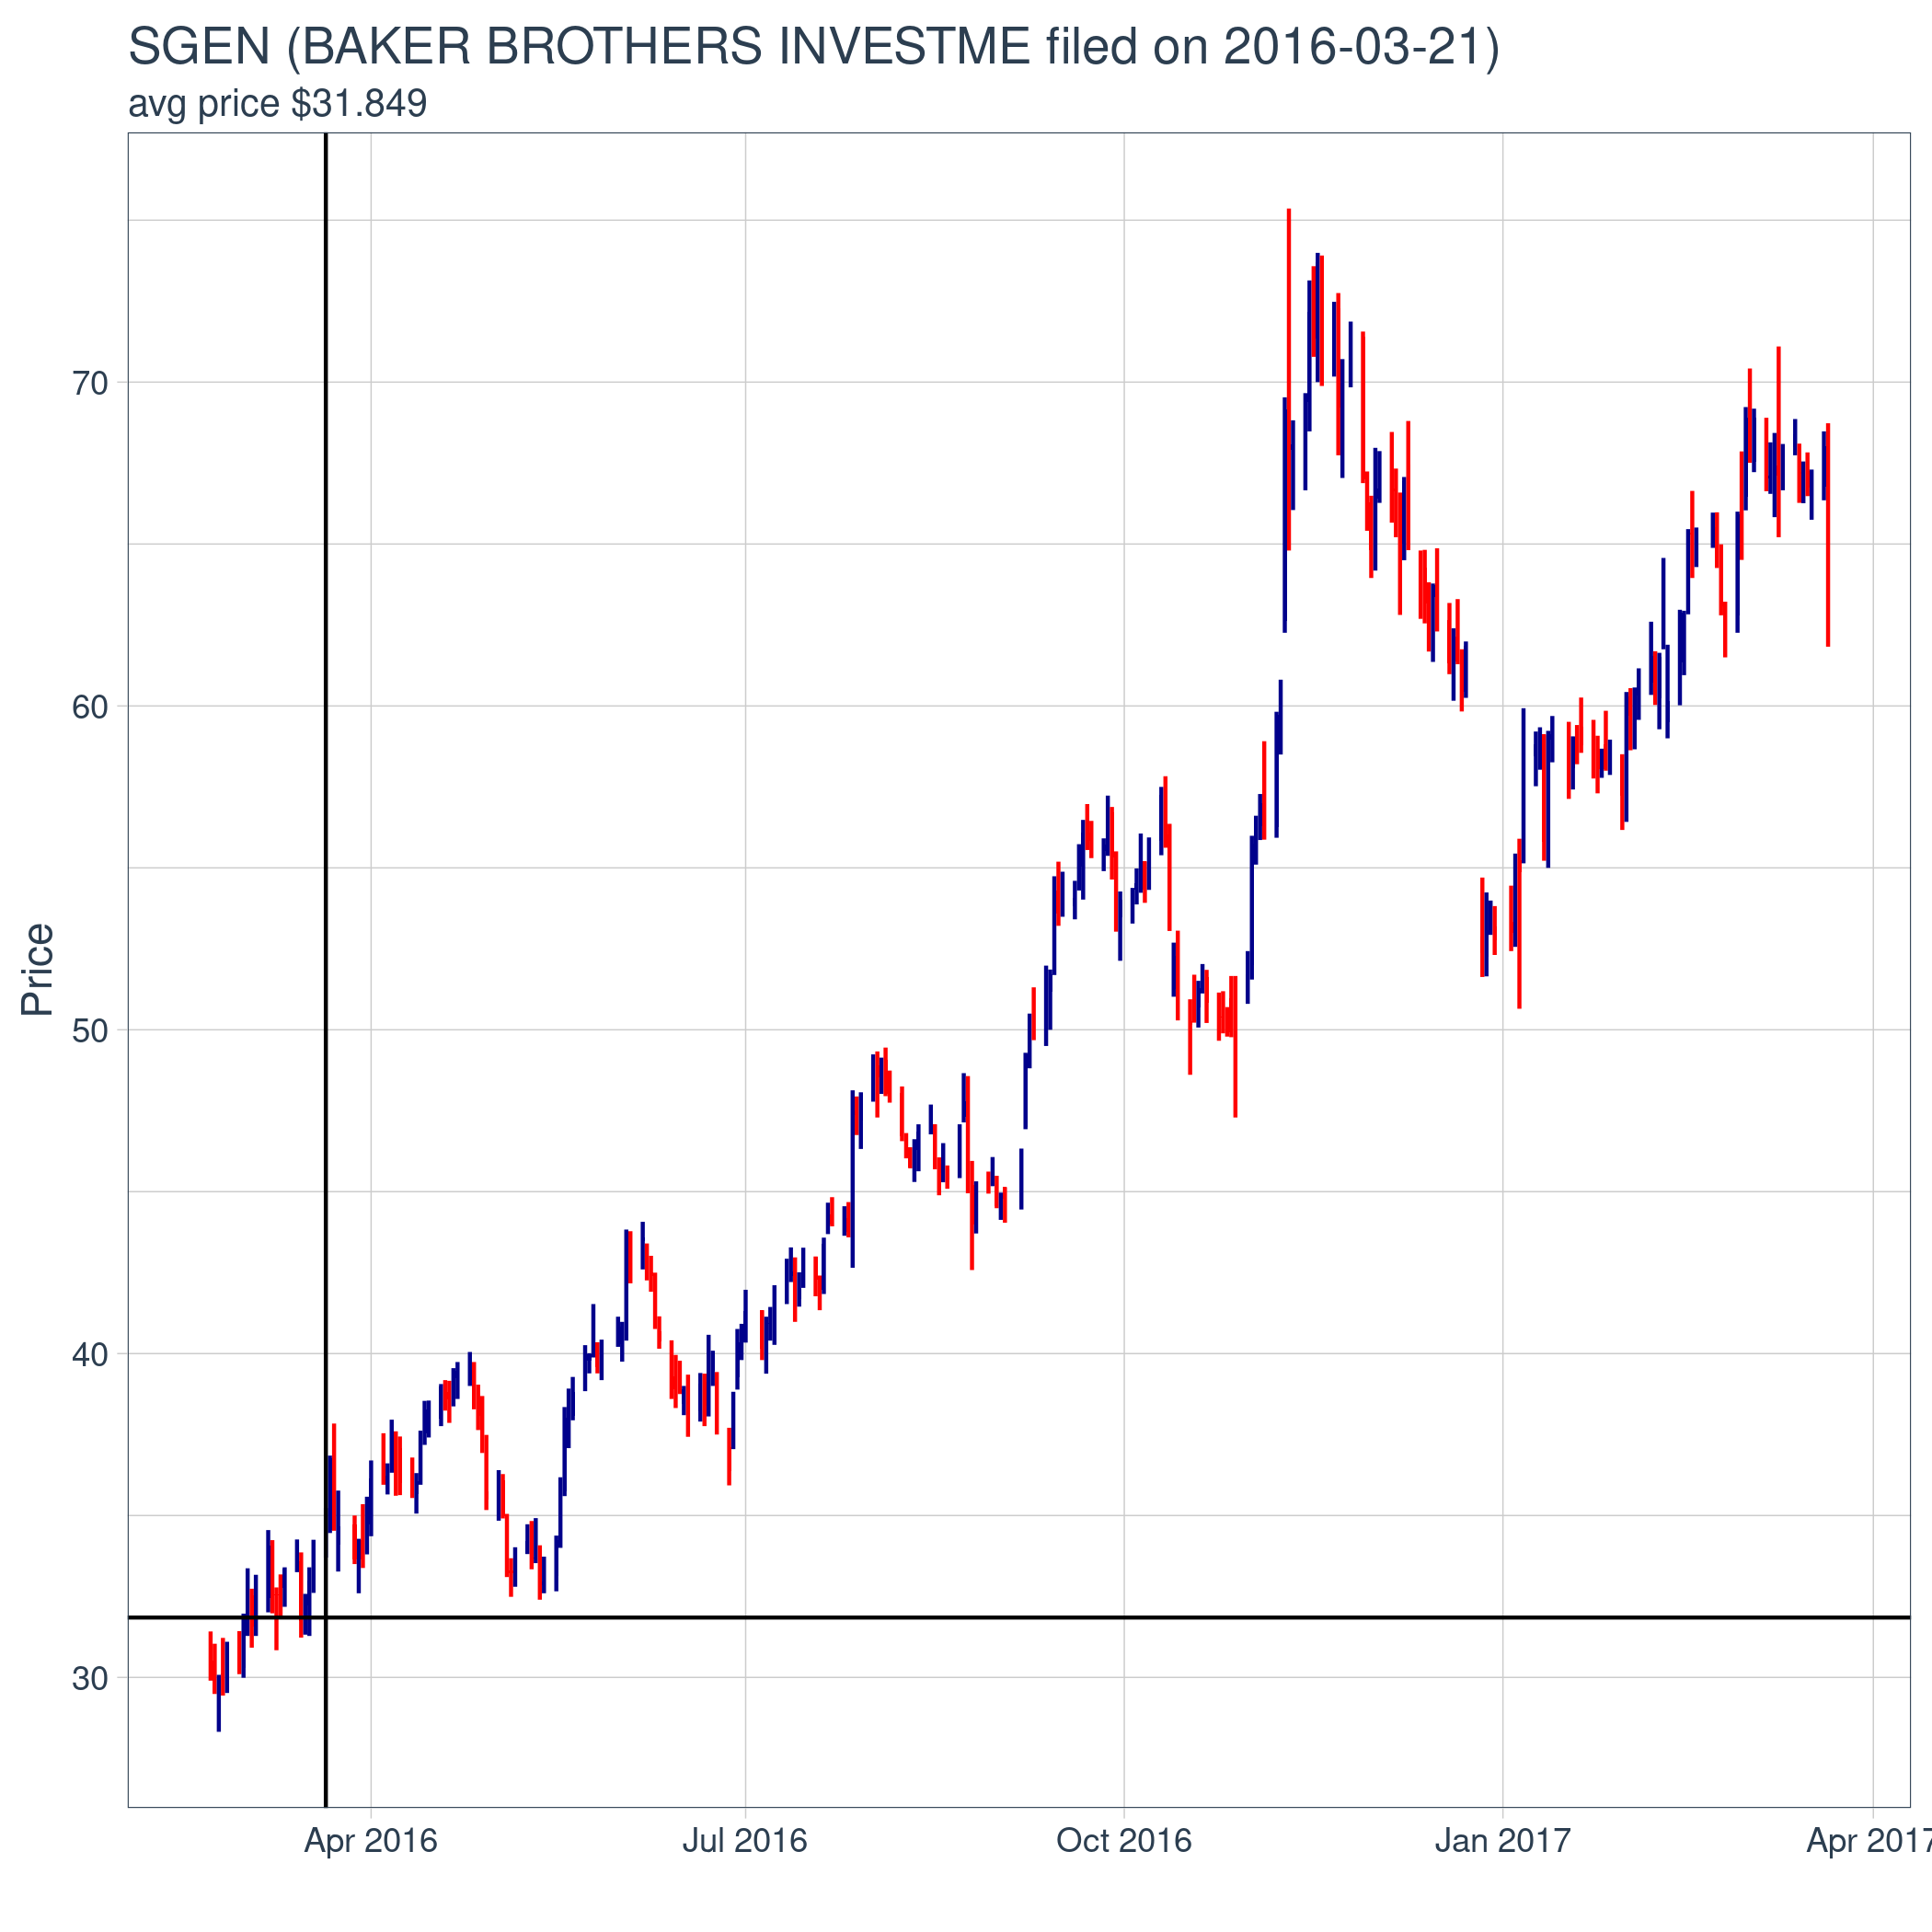 SGEN (BAKER BROTHERS INVESTME filed on 2016-03-21)
avg price $31.849
70
60
50
40
30
Price
Apr 2016
Jul 2016
Oct 2016
Jan 2017
Apr 2017